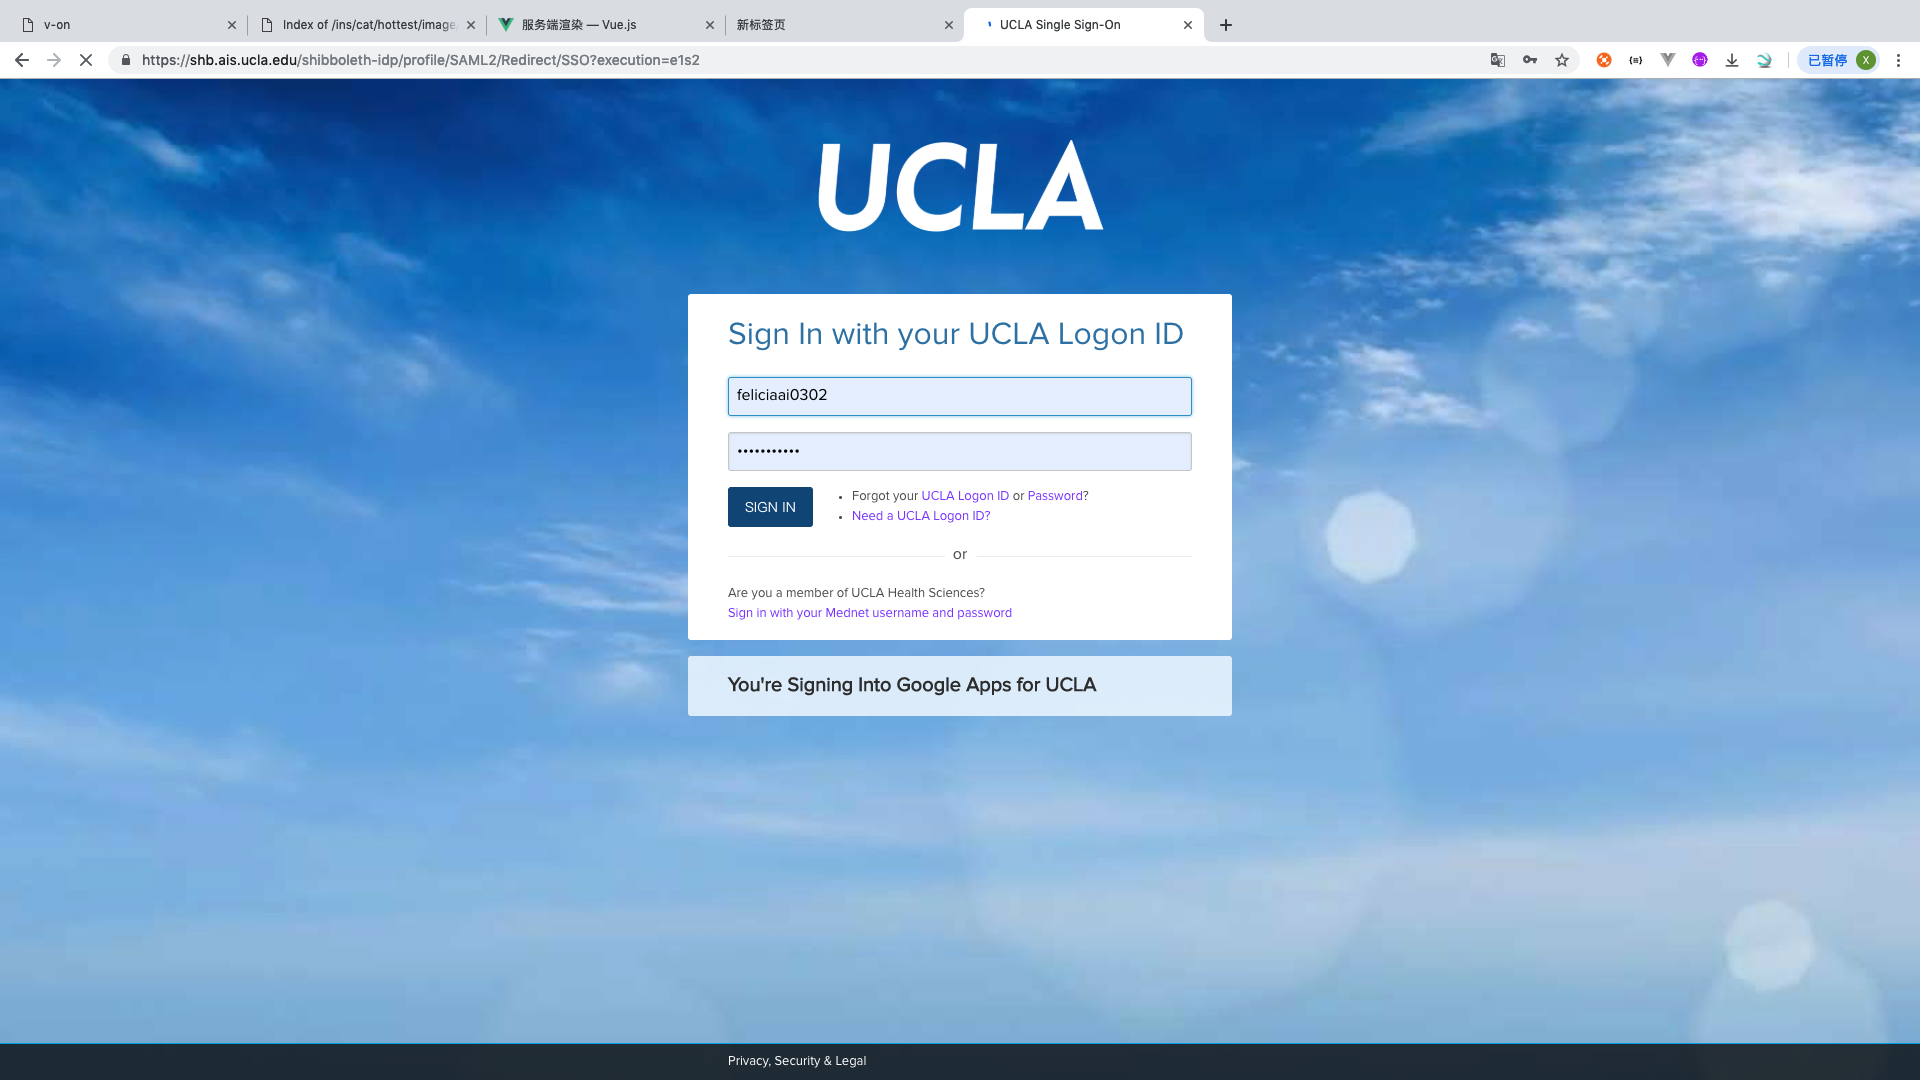 v-on
Index of /ins/cat/hottest/image
服务端渲染 — Vue.js
新标签页
UCLA Single Sign-On
https://shb.ais.ucla.edu/shibboleth-idp/profile/SAML2/Redirect/SSO?execution=e1s2
已暂停
X
UCLA
Sign In with your UCLA Logon ID
feliciaai0302
•••••••••••
SIGN IN
• Forgot your UCLA Logon ID or Password?
• Need a UCLA Logon ID?
or
Are you a member of UCLA Health Sciences?
Sign in with your Mednet username and password
You're Signing Into Google Apps for UCLA
Privacy, Security & Legal